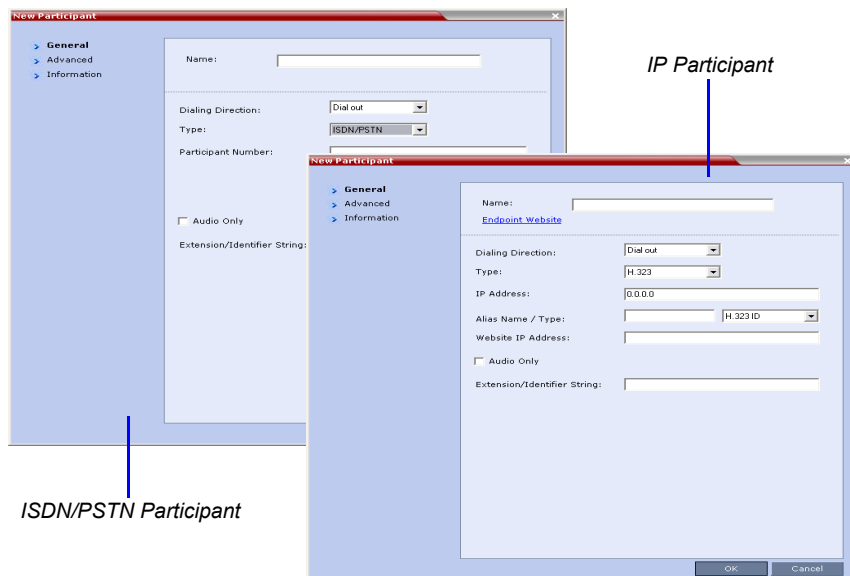 New Participant
General
Advanced
Information
Name:
Dialing Direction:
Dial out
Type:
ISDN/PSTN
Participant Number:
Audio Only
Extension/Identifier String:
ISDN/PSTN Participant
IP Participant
New Participant
General
Advanced
Information
Name:
Endpoint Website
Dialing Direction:
Dial out
Type:
H.323
IP Address:
0.0.0.0
Alias Name / Type:
H.323 ID
Website IP Address:
Audio Only
Extension/Identifier String:
OK
Cancel